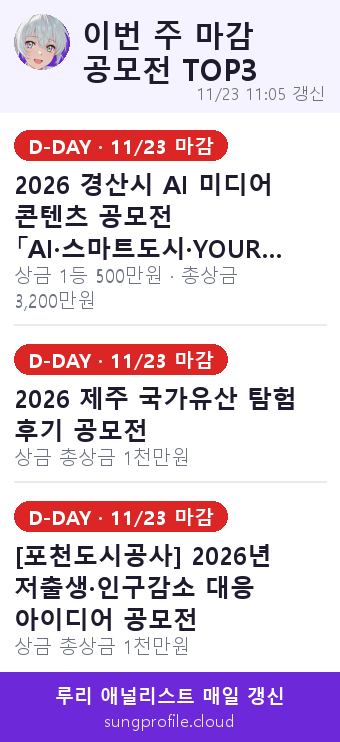 이번 주 마감
공모전 TOP3
11/23 11:05 갱신
D-DAY · 11/23 마감
2026 경산시 AI 미디어
콘텐츠 공모전
「AI·스마트도시·YOUR...
상금 1등 500만원 · 총상금
3,200만원
D-DAY · 11/23 마감
2026 제주 국가유산 탐험
후기 공모전
상금 총상금 1천만원
D-DAY · 11/23 마감
[포천도시공사] 2026년
저출생·인구감소 대응
아이디어 공모전
상금 총상금 1천만원
루리 애널리스트 매일 갱신
sungprofile.cloud